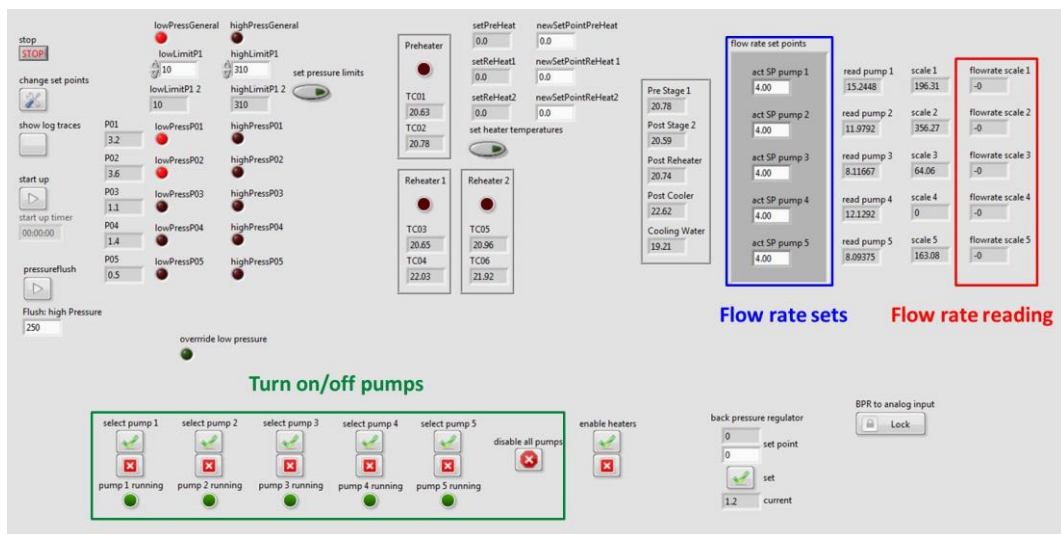 stop
STOP
change set points
show log traces
start up
start up timer
00:00:00
pressureflush
Flush: high Pressure
250
lowPressGeneral highPressGeneral
lowLimitP1 highLimitP1
10 310
lowLimitP1 2 highLimitP1 2
10 310
set pressure limits
P01 lowPressP01 highPressP01
3.2
P02 lowPressP02 highPressP02
3.6
P03 lowPressP03 highPressP03
1.1
P04 lowPressP04 highPressP04
1.4
P05 lowPressP05 highPressP05
0.5
override low pressure
Preheater
TC01
20.63
TC02
20.78
setPreHeat newSetPointPreHeat
0.0 0.0
setReHeat1 newSetPointReHeat 1
0.0 0.0
setReHeat2 newSetPointReHeat2
0.0 0.0
set heater temperatures
Reheater 1
TC03
20.65
TC04
22.03
Reheater 2
TC05
20.96
TC06
21.92
Pre Stage 1
20.78
Post Stage 2
20.59
Post Reheater
20.74
Post Cooler
22.62
Cooling Water
19.21
flow rate set points
act SP pump 1 read pump 1 scale 1 flowrate scale 1
4.00 15.2448 196.31 -0
act SP pump 2 read pump 2 scale 2 flowrate scale 2
4.00 11.9792 356.27 -0
act SP pump 3 read pump 3 scale 3 flowrate scale 3
4.00 8.11667 64.06 -0
act SP pump 4 read pump 4 scale 4 flowrate scale 4
4.00 12.1292 0 -0
act SP pump 5 read pump 5 scale 5 flowrate scale 5
4.00 8.09375 163.08 -0
Flow rate sets Flow rate reading
Turn on/off pumps
select pump 1 select pump 2 select pump 3 select pump 4 select pump 5
disable all pumps
pump 1 running pump 2 running pump 3 running pump 4 running pump 5 running
enable heaters
back pressure regulator
0
set point
0
set
1.2 current
BPR to analog input
Lock